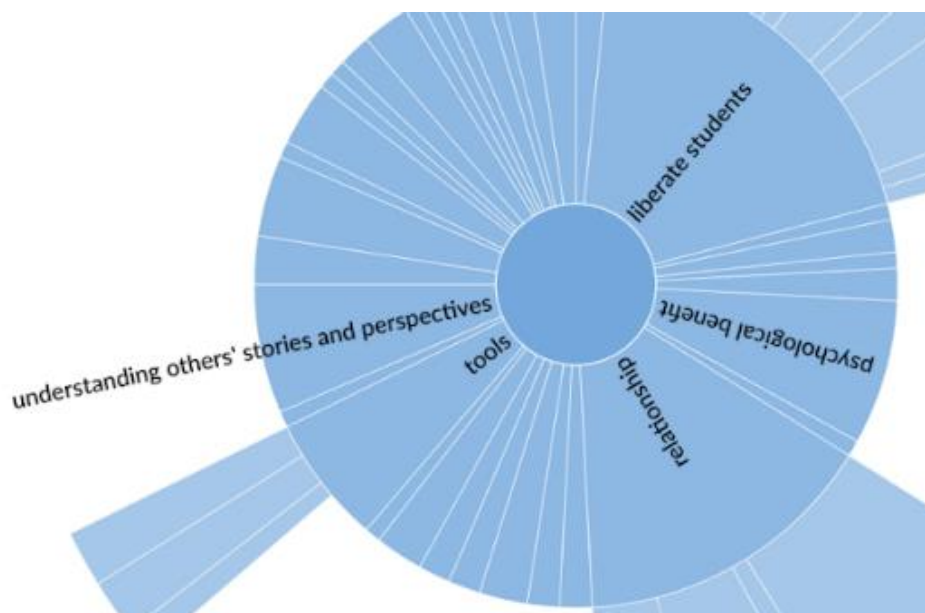 liberate students
psychological benefit
relationship
tools
understanding others' stories and perspectives